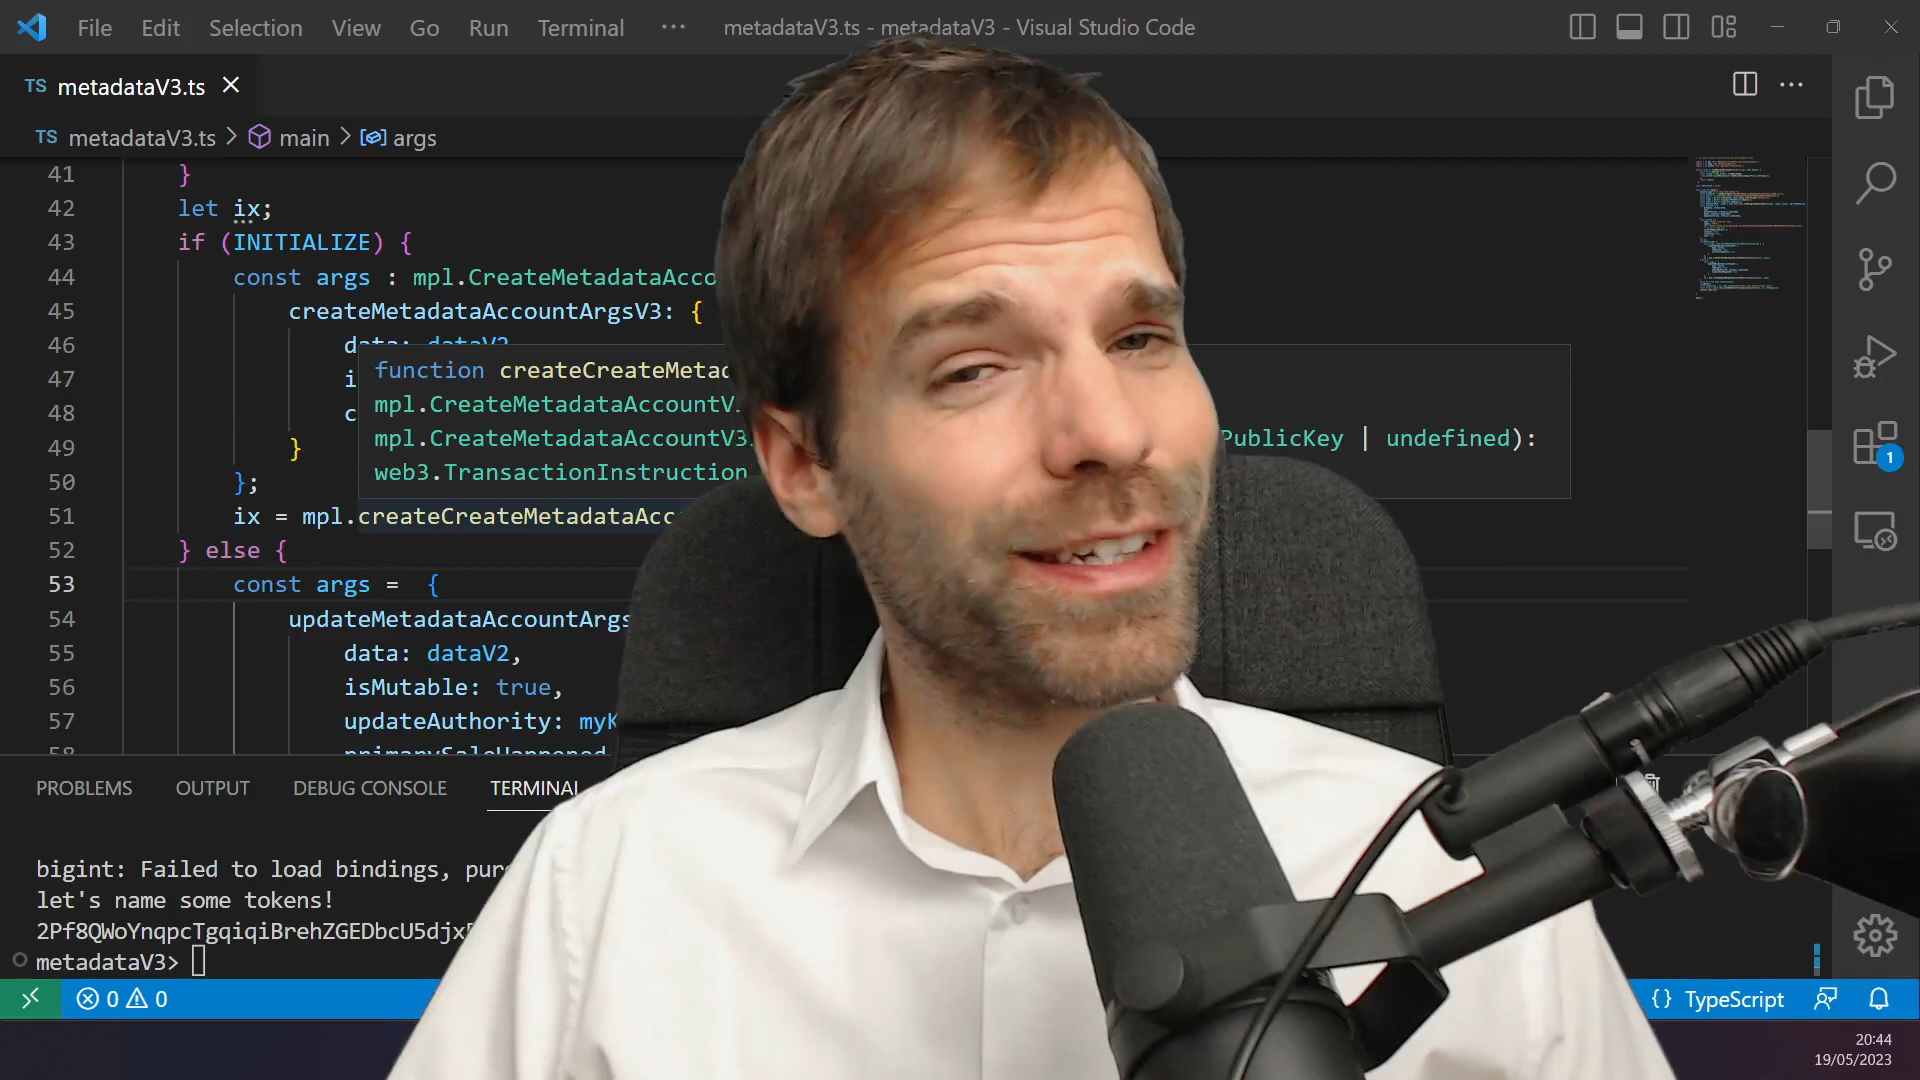 File Edit Selection View Go Run Terminal ··· metadataV3.ts - metadataV3 - Visual Studio Code
TS metadataV3.ts
TS metadataV3.ts > main > args
41 }
42 let ix;
43 if (INITIALIZE) {
44 const args : mpl.CreateMetadataAcco
45 createMetadataAccountArgsV3: {
46 data: dataV2
47 i
48 c
49 }
50 };
function createCreateMetad
mpl.CreateMetadataAccountV
mpl.CreateMetadataAccountV3 PublicKey | undefined):
web3.TransactionInstruction
51 ix = mpl.createCreateMetadataAcc
52 } else {
53 const args = {
54 updateMetadataAccountArgs
55 data: dataV2,
56 isMutable: true,
57 updateAuthority: myK
58 primarySaleHappened
PROBLEMS OUTPUT DEBUG CONSOLE TERMINAL
bigint: Failed to load bindings, pur
let's name some tokens!
2Pf8QWoYnqpcTgqiqiBrehZGEDbcU5djx
metadataV3>
0 0 {} TypeScript
1
20:44
19/05/2023